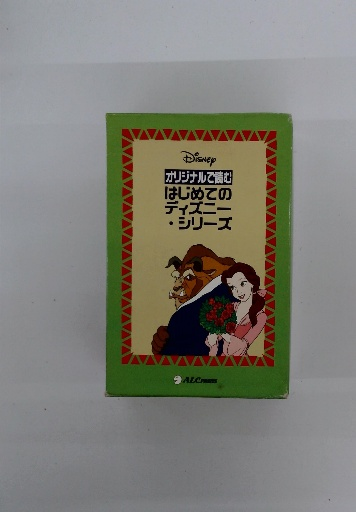 Disney
オリジナルで読む
はじめての
ディズニー
・シリーズ
ALC